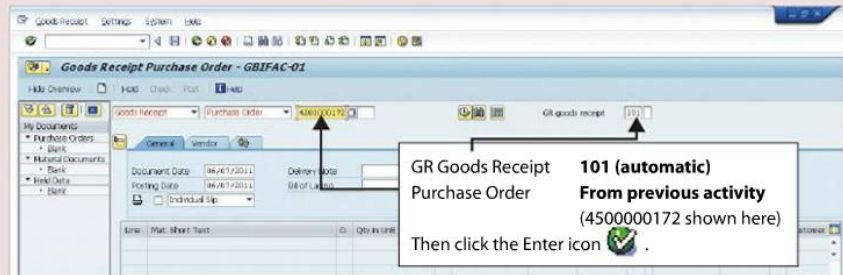 Goods Receipt Settings System Help
Goods Receipt Purchase Order - GBIFAC-01
Hide Overview Hold Check Post Help
Goods Receipt Purchase Order 4500000172 GR goods receipt 101
My Documents
Purchase Orders
Blank
Material Documents
Blank
Held Data
Blank
General Vendor
Document Date 06/07/2011 Delivery Note
Posting Date 06/07/2011 Bill of Lading
Individual Slip
Line Mat. Short Text O. Qty in UnE
GR Goods Receipt 101 (automatic)
Purchase Order From previous activity
(4500000172 shown here)
Then click the Enter icon .